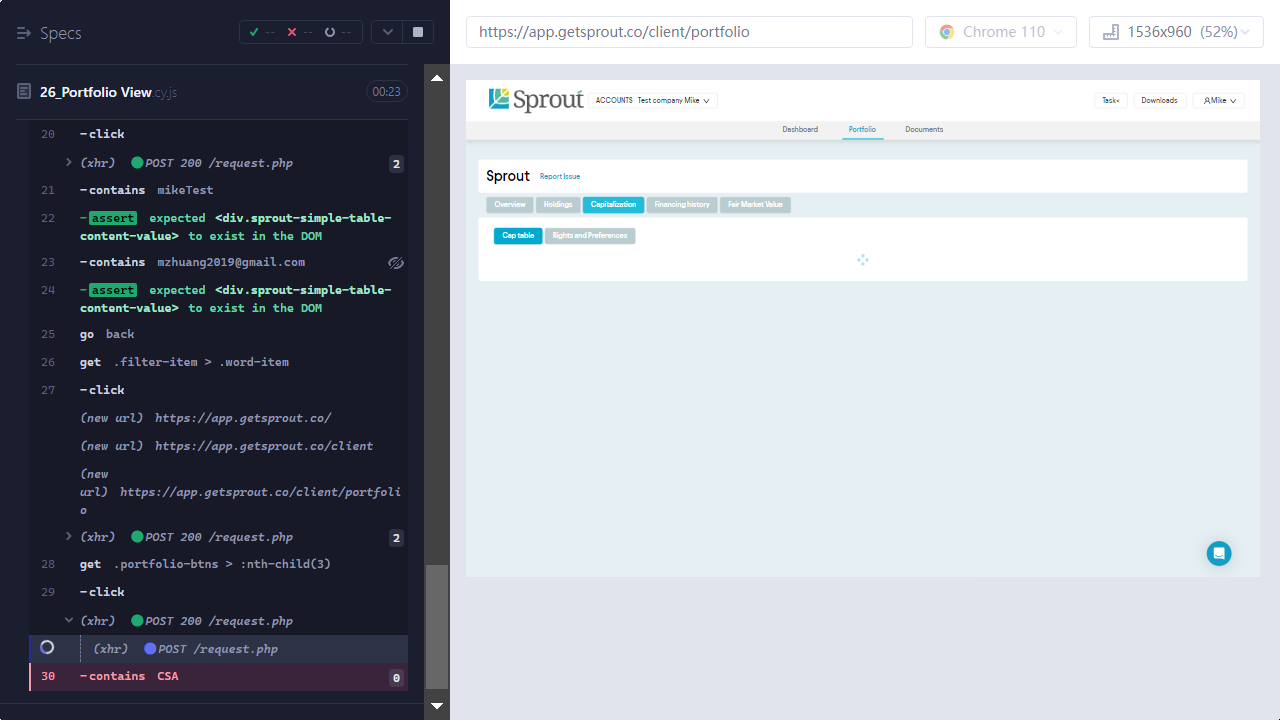 Specs
--
--
--
https://app.getsprout.co/client/portfolio
Chrome 110
1536x960 (52%)
26_Portfolio View.cy.js
00:23
20 -click
(xhr) POST 200 /request.php 2
21 -contains mikeTest
22 -assert expected <div.sprout-simple-table-
content-value> to exist in the DOM
23 -contains mzhuang2019@gmail.com
24 -assert expected <div.sprout-simple-table-
content-value> to exist in the DOM
25 go back
26 get .filter-item > .word-item
27 -click
(new url) https://app.getsprout.co/
(new url) https://app.getsprout.co/client
(new
url) https://app.getsprout.co/client/portfoli
o
(xhr) POST 200 /request.php 2
28 get .portfolio-btns > :nth-child(3)
29 -click
(xhr) POST 200 /request.php
(xhr) POST /request.php
30 -contains CSA 0
Sprout
ACCOUNTS Test company Mike
Task+
Downloads
Mike
Dashboard
Portfolio
Documents
Sprout
Report Issue
Overview
Holdings
Capitalization
Financing history
Fair Market Value
Cap table
Rights and Preferences